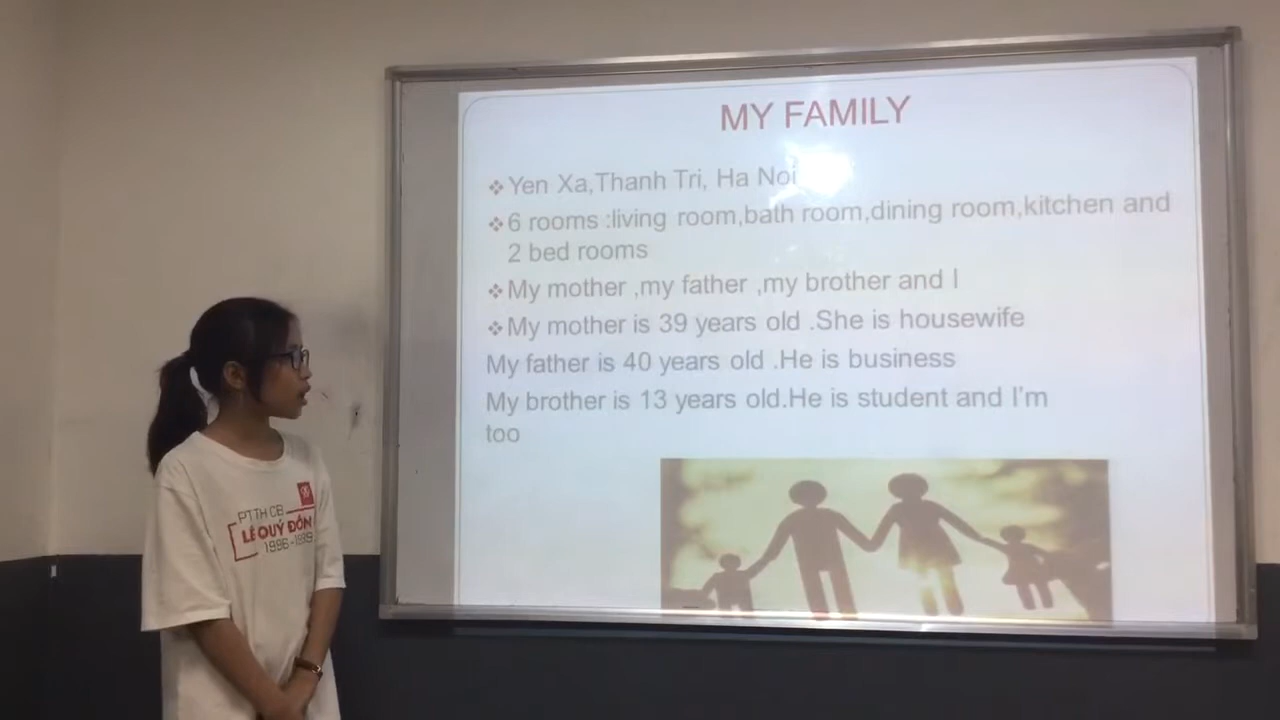 MY FAMILY
❖Yen Xa,Thanh Tri, Ha Noi
❖6 rooms :living room,bath room,dining room,kitchen and
2 bed rooms
❖My mother ,my father ,my brother and I
❖My mother is 39 years old .She is housewife
My father is 40 years old .He is business
My brother is 13 years old.He is student and I'm
too
PTTH CB
LÊ QUÝ ĐÔN
1996-1999